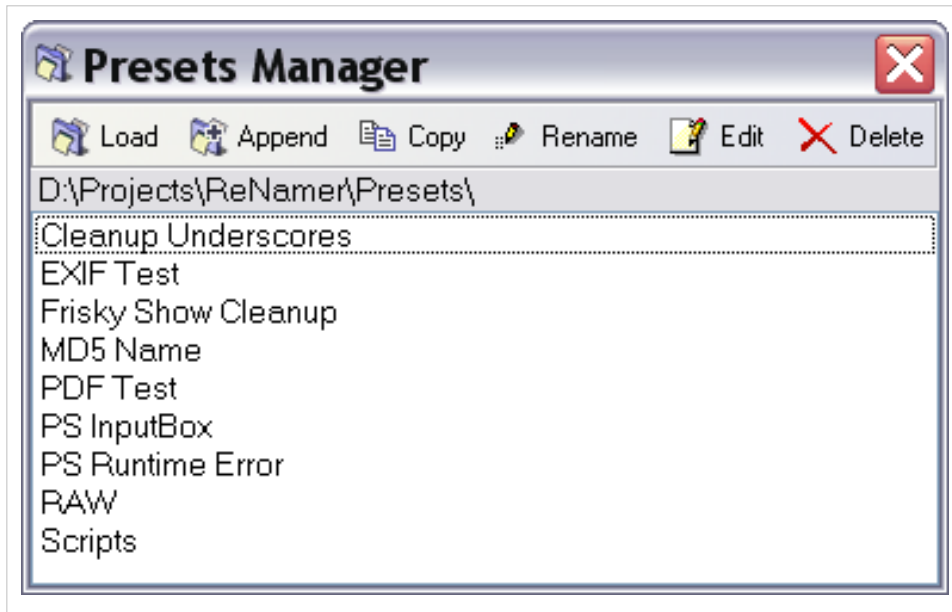 Presets Manager
Load Append Copy Rename Edit Delete
D:\Projects\ReNamer\Presets\
Cleanup Underscores
EXIF Test
Frisky Show Cleanup
MD5 Name
PDF Test
PS InputBox
PS Runtime Error
RAW
Scripts